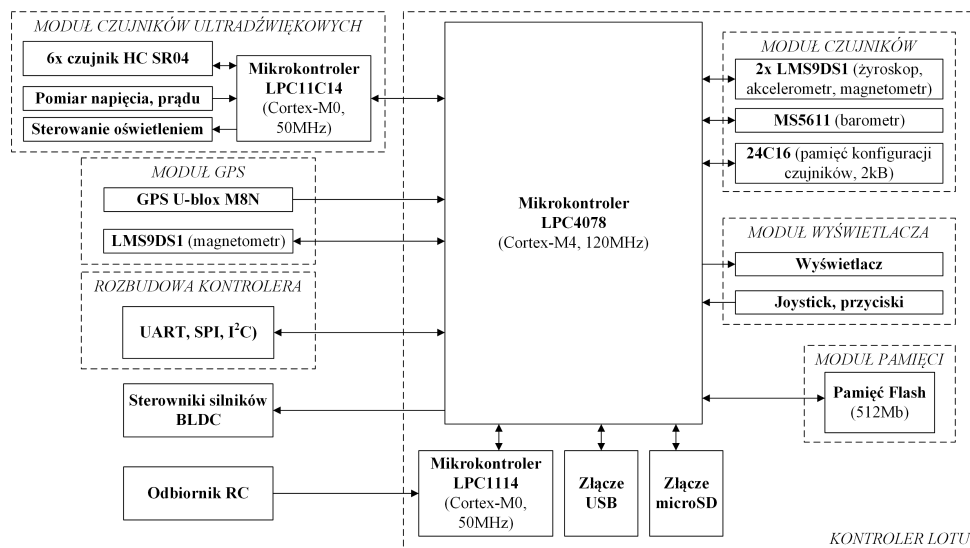 MODUŁ CZUJNIKÓW ULTRADŹWIĘKOWYCH
6x czujnik HC SR04
Pomiar napięcia, prądu
Sterowanie oświetleniem
Mikrokontroler
LPC11C14
(Cortex-M0,
50MHz)
MODUŁ GPS
GPS U-blox M8N
LMS9DS1 (magnetometr)
ROZBUDOWA KONTROLERA
UART, SPI, I²C)
Sterowniki silników
BLDC
Odbiornik RC
Mikrokontroler
LPC4078
(Cortex-M4, 120MHz)
Mikrokontroler
LPC1114
(Cortex-M0,
50MHz)
Złącze
USB
Złącze
microSD
MODUŁ CZUJNIKÓW
2x LMS9DS1 (żyroskop,
akcelerometr, magnetometr)
MS5611 (barometr)
24C16 (pamięć konfiguracji
czujników, 2kB)
MODUŁ WYŚWIETLACZA
Wyświetlacz
Joystick, przyciski
MODUŁ PAMIĘCI
Pamięć Flash
(512Mb)
KONTROLER LOTU